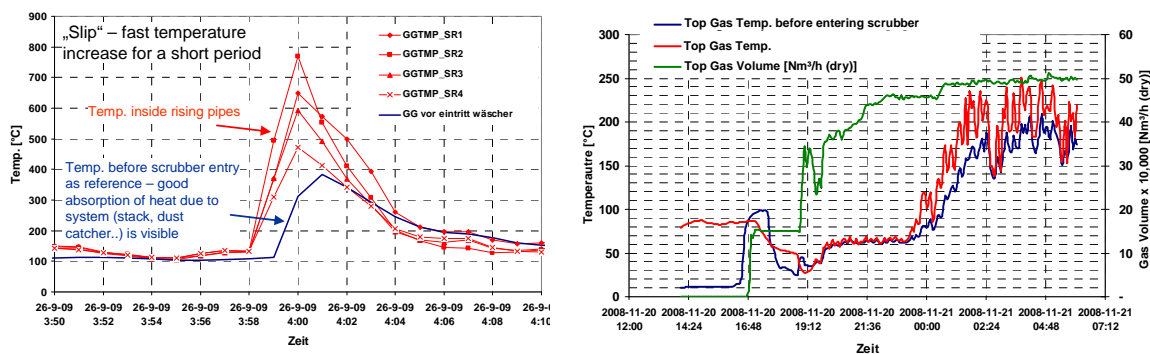 „Slip“ – fast temperature
increase for a short period
GGTMP_SR1
GGTMP_SR2
GGTMP_SR3
GGTMP_SR4
GG vor eintritt wäscher
Temp. inside rising pipes
Temp. before scrubber entry
as reference – good
absorption of heat due to
system (stack, dust
catcher..) is visible
Temp. [°C]
900
800
700
600
500
400
300
200
100
0
26-9-09 26-9-09 26-9-09 26-9-09 26-9-09 26-9-09 26-9-09 26-9-09 26-9-09 26-9-09 26-9-09
3:50 3:52 3:54 3:56 3:58 4:00 4:02 4:04 4:06 4:08 4:10
Zeit
Top Gas Temp. before entering scrubber
Top Gas Temp.
Top Gas Volume [Nm³/h (dry)]
Temperautre [°C]
300
250
200
150
100
50
0
60
50
40
30
20
10
-
Gas Volume x 10,000 [Nm³/h (dry)]
2008-11-20 2008-11-20 2008-11-20 2008-11-20 2008-11-20 2008-11-21 2008-11-21 2008-11-21 2008-11-21
12:00 14:24 16:48 19:12 21:36 00:00 02:24 04:48 07:12
Zeit